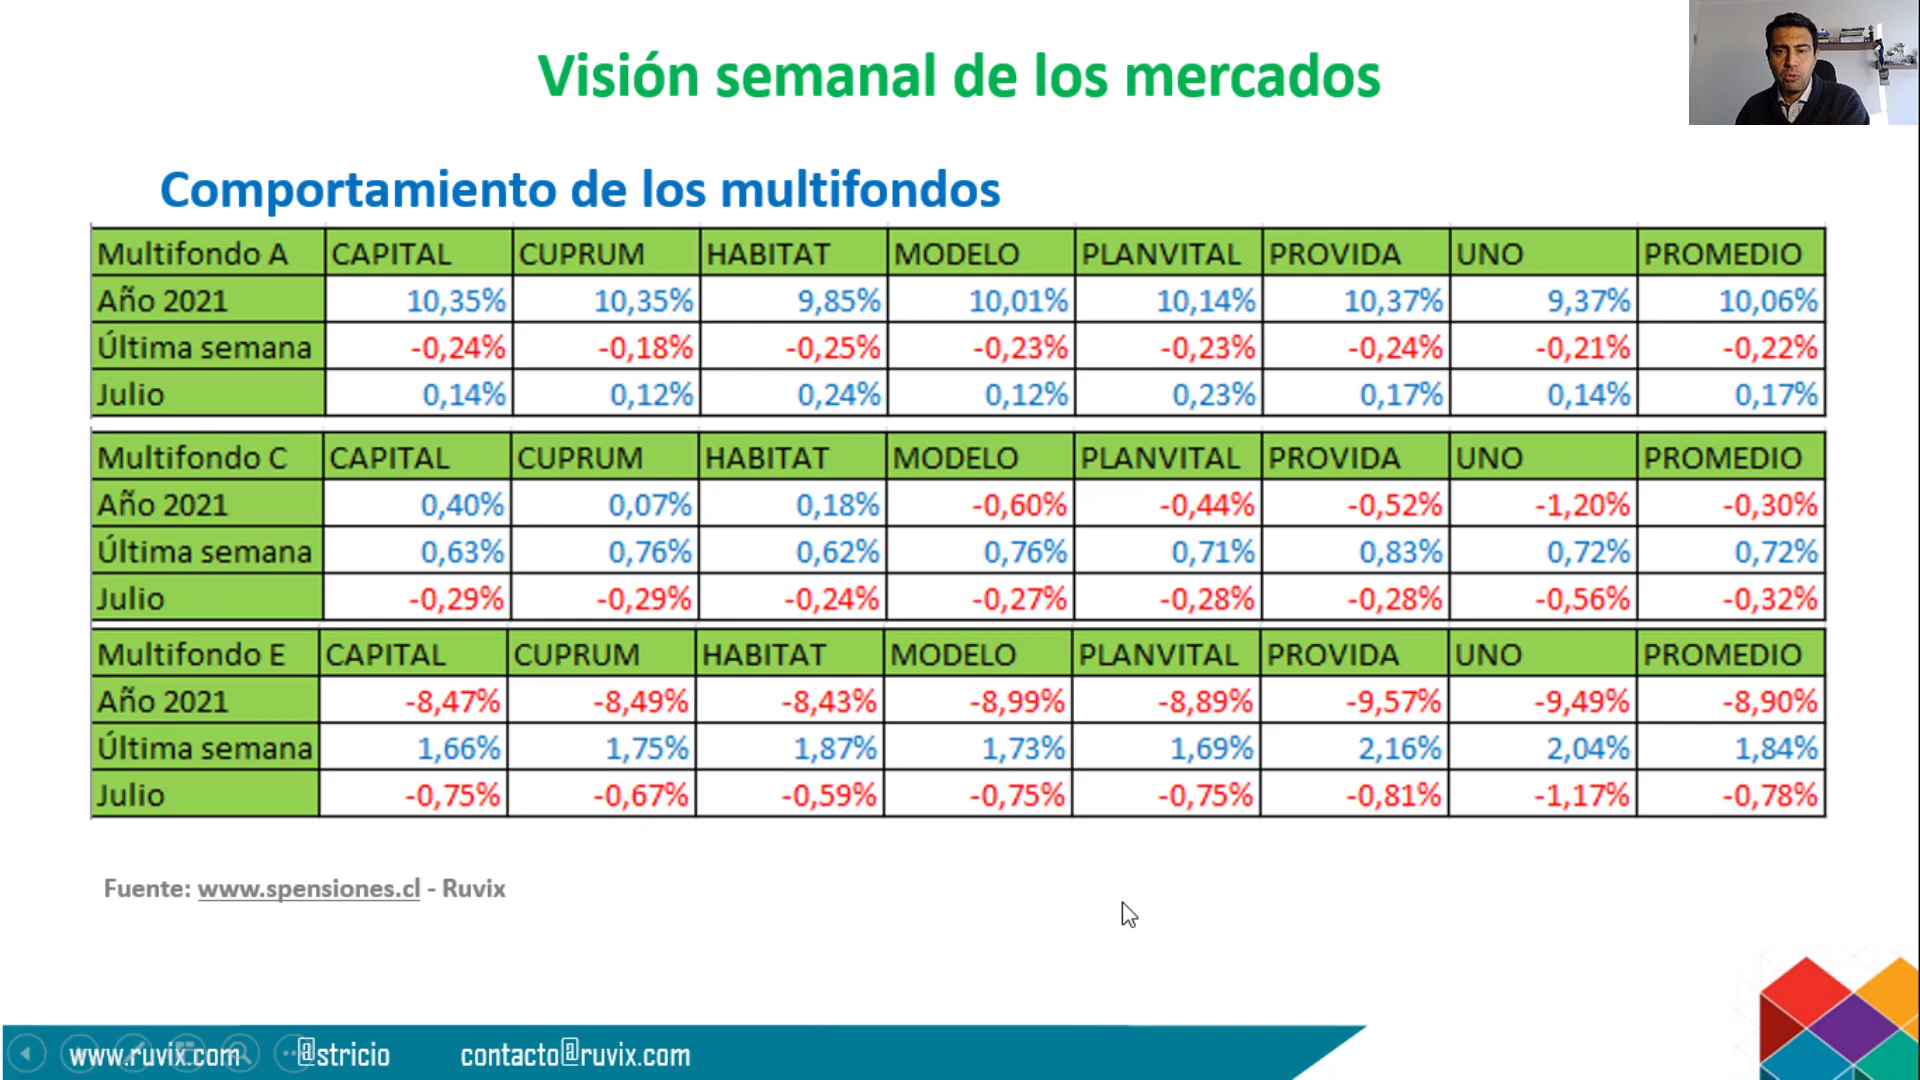 Visión semanal de los mercados
Comportamiento de los multifondos
Multifondo A CAPITAL CUPRUM HABITAT MODELO PLANVITAL PROVIDA UNO PROMEDIO
Año 2021 10,35% 10,35% 9,85% 10,01% 10,14% 10,37% 9,37% 10,06%
Última semana -0,24% -0,18% -0,25% -0,23% -0,23% -0,24% -0,21% -0,22%
Julio 0,14% 0,12% 0,24% 0,12% 0,23% 0,17% 0,14% 0,17%
Multifondo C CAPITAL CUPRUM HABITAT MODELO PLANVITAL PROVIDA UNO PROMEDIO
Año 2021 0,40% 0,07% 0,18% -0,60% -0,44% -0,52% -1,20% -0,30%
Última semana 0,63% 0,76% 0,62% 0,76% 0,71% 0,83% 0,72% 0,72%
Julio -0,29% -0,29% -0,24% -0,27% -0,28% -0,28% -0,56% -0,32%
Multifondo E CAPITAL CUPRUM HABITAT MODELO PLANVITAL PROVIDA UNO PROMEDIO
Año 2021 -8,47% -8,49% -8,43% -8,99% -8,89% -9,57% -9,49% -8,90%
Última semana 1,66% 1,75% 1,87% 1,73% 1,69% 2,16% 2,04% 1,84%
Julio -0,75% -0,67% -0,59% -0,75% -0,75% -0,81% -1,17% -0,78%
Fuente: www.spensiones.cl - Ruvix
www.ruvix.com @stricio contacto@ruvix.com